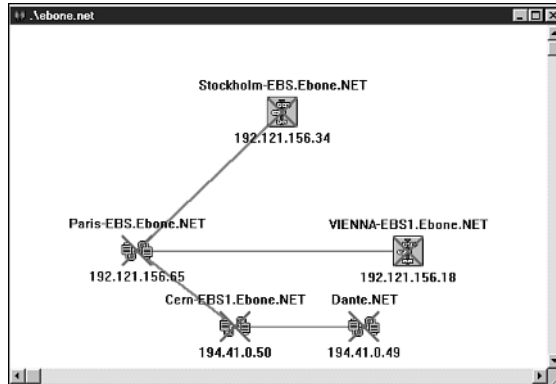 .\ebone.net
Stockholm-EBS.Ebone.NET
192.121.156.34
Paris-EBS.Ebone.NET
192.121.156.65
VIENNA-EBS1.Ebone.NET
192.121.156.18
Cern-EBS1.Ebone.NET
194.41.0.50
Dante.NET
194.41.0.49